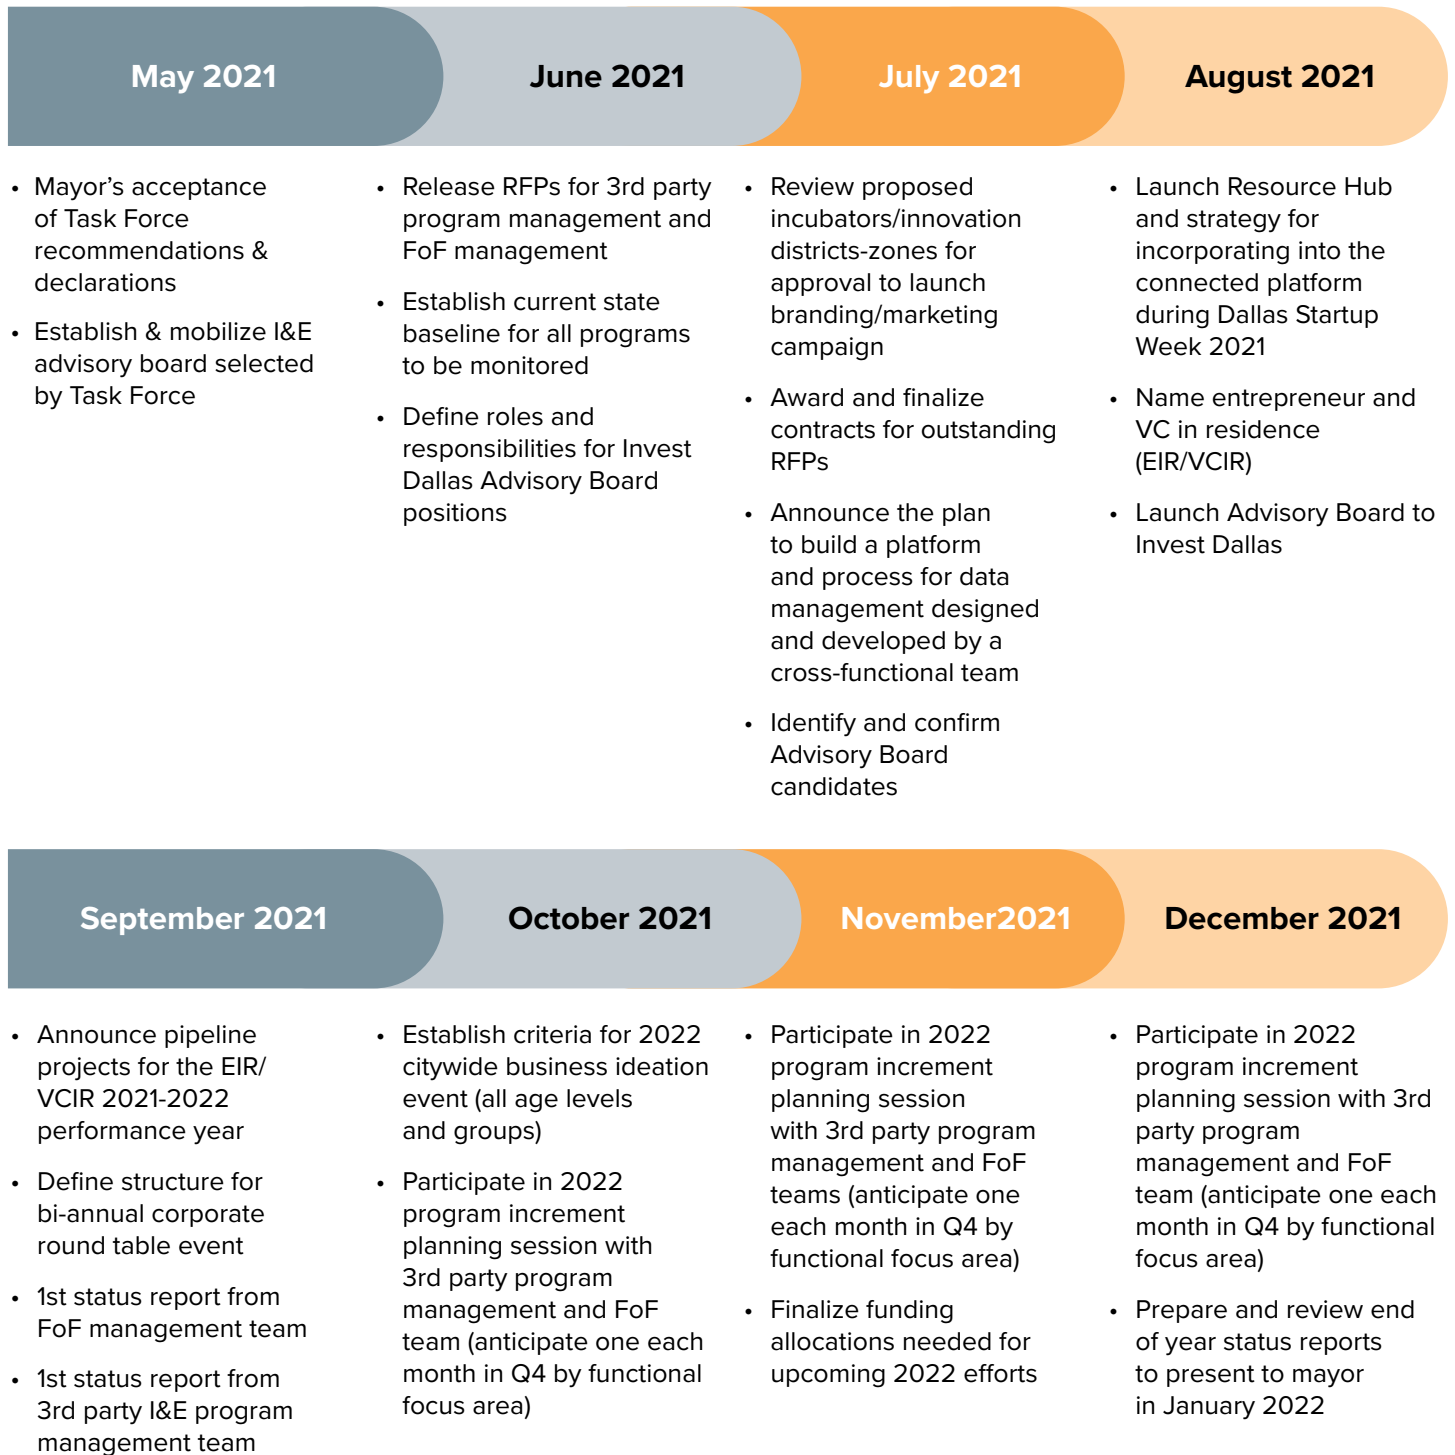 May 2021
June 2021
July 2021
August 2021
• Mayor’s acceptance
of Task Force
recommendations &
declarations
• Establish & mobilize I&E
advisory board selected
by Task Force
• Release RFPs for 3rd party
program management and
FoF management
• Establish current state
baseline for all programs
to be monitored
• Define roles and
responsibilities for Invest
Dallas Advisory Board
positions
• Review proposed
incubators/innovation
districts-zones for
approval to launch
branding/marketing
campaign
• Award and finalize
contracts for outstanding
RFPs
• Announce the plan
to build a platform
and process for data
management designed
and developed by a
cross-functional team
• Identify and confirm
Advisory Board
candidates
• Launch Resource Hub
and strategy for
incorporating into the
connected platform
during Dallas Startup
Week 2021
• Name entrepreneur and
VC in residence
(EIR/VCIR)
• Launch Advisory Board to
Invest Dallas
September 2021
October 2021
November2021
December 2021
• Announce pipeline
projects for the EIR/
VCIR 2021-2022
performance year
• Define structure for
bi-annual corporate
round table event
• 1st status report from
FoF management team
• 1st status report from
3rd party I&E program
management team
• Establish criteria for 2022
citywide business ideation
event (all age levels
and groups)
• Participate in 2022
program increment
planning session with
3rd party program
management and FoF
team (anticipate one each
month in Q4 by functional
focus area)
• Participate in 2022
program increment
planning session
with 3rd party program
management and FoF
teams (anticipate one
each month in Q4 by
functional focus area)
• Finalize funding
allocations needed for
upcoming 2022 efforts
• Participate in 2022
program increment
planning session with 3rd
party program
management and FoF
team (anticipate one each
month in Q4 by functional
focus area)
• Prepare and review end
of year status reports
to present to mayor
in January 2022